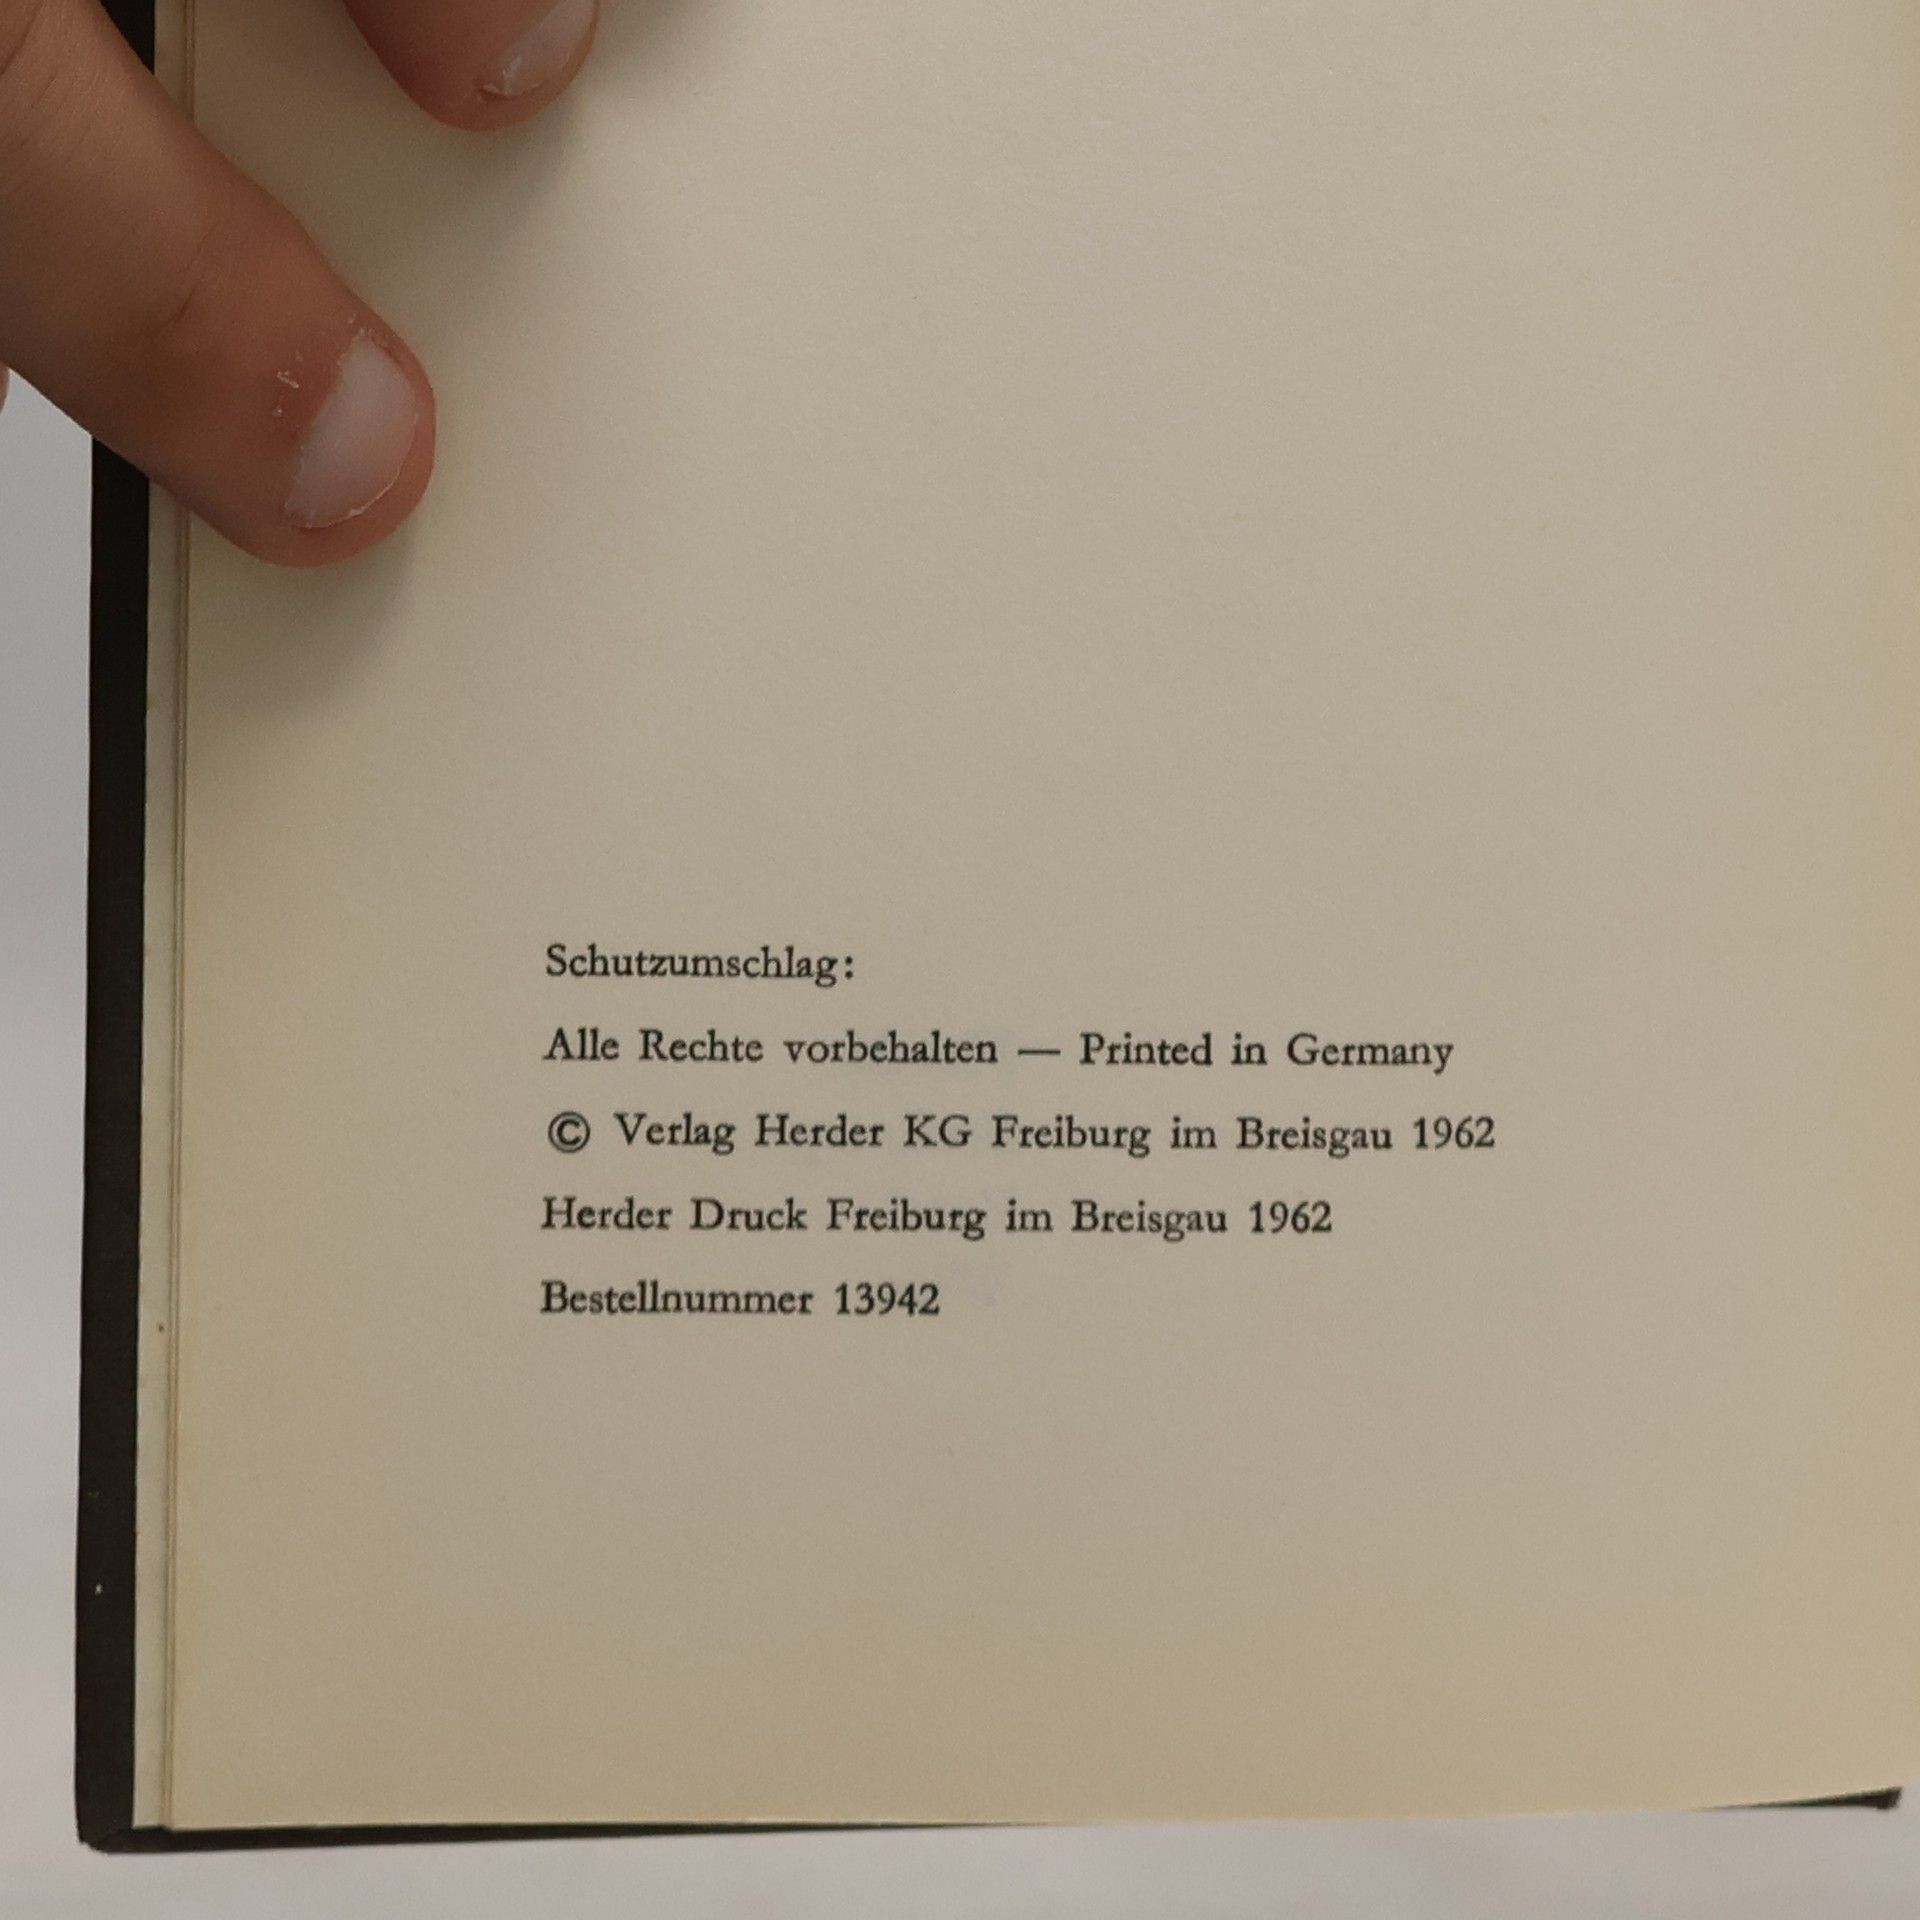 Schutzumschlag:
Alle Rechte vorbehalten — Printed in Germany
© Verlag Herder KG Freiburg im Breisgau 1962
Herder Druck Freiburg im Breisgau 1962
Bestellnummer 13942